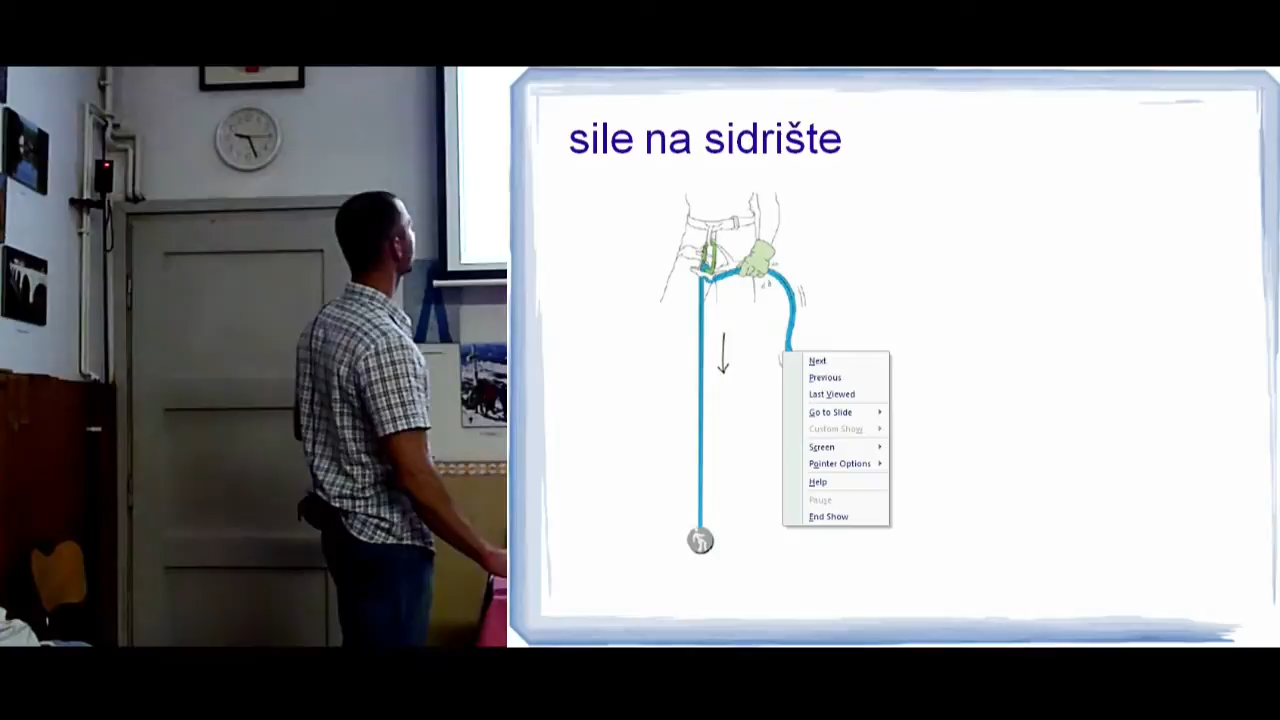 sile na sidrište
Next
Previous
Last Viewed
Go to Slide
Custom Show
Screen
Pointer Options
Help
Pause
End Show